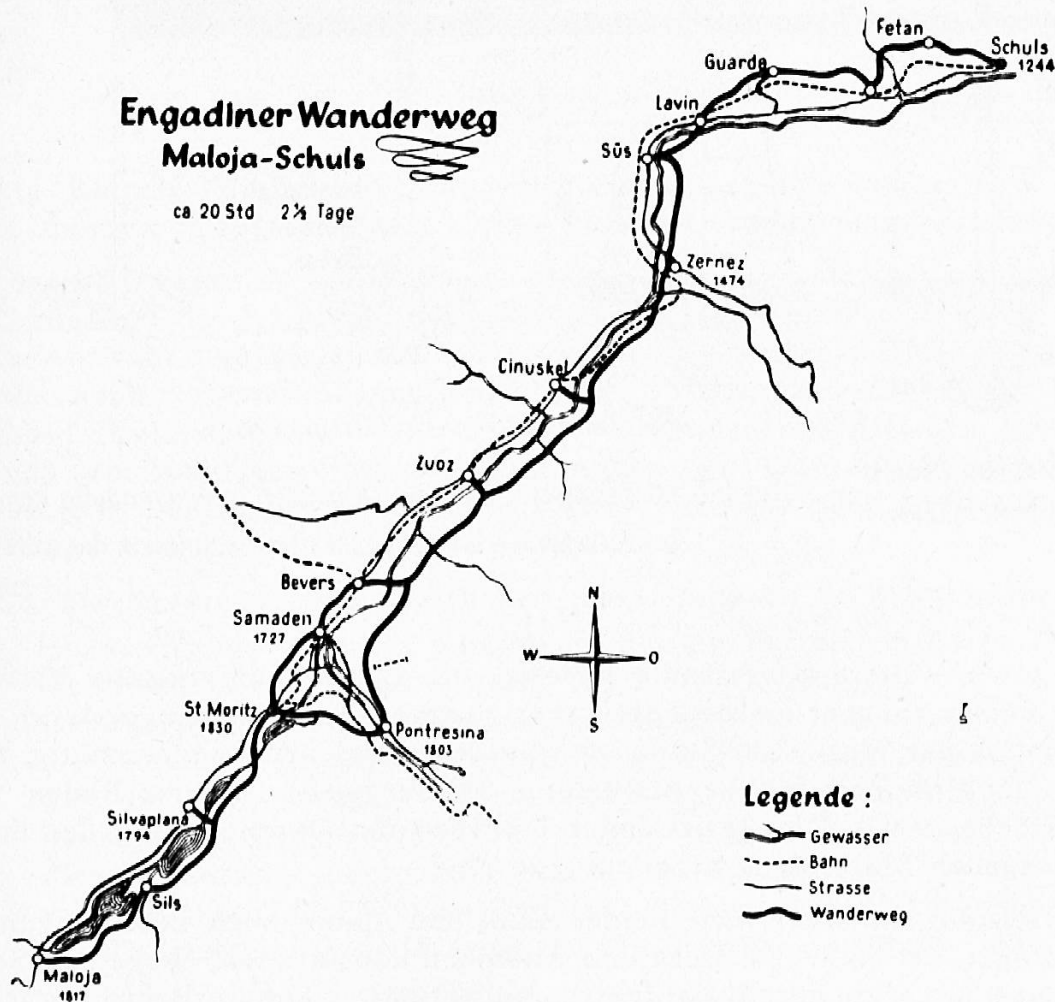 Engadiner Wanderweg
Maloja-Schuls
ca. 20 Std 2½ Tage
Fetan
Schuls
1244
Guarda
Lavin
Süs
Zernez
1474
Cinuskel
Zuoz
Bevers
Samaden
1727
St. Moritz
1830
Pontresina
1803
Silvaplana
1794
Sils
Maloja
1817
N
W
O
S
Legende :
Gewässer
Bahn
Strasse
Wanderweg